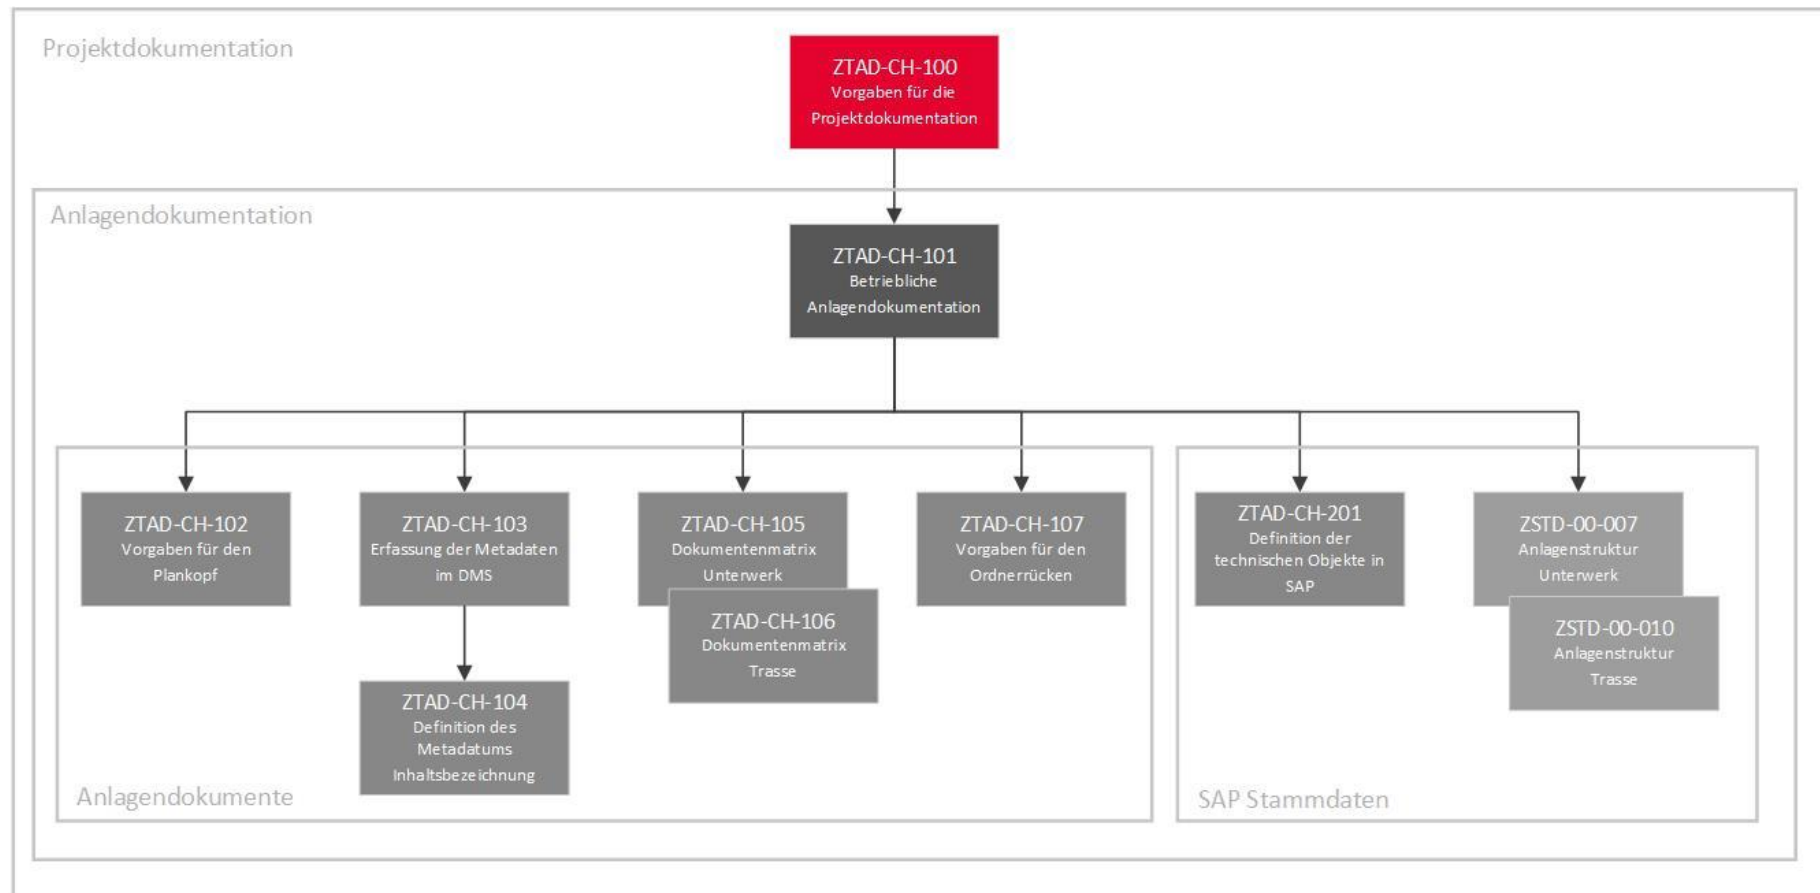 Projektdokumentation
ZTAD-CH-100
Vorgaben für die
Projektdokumentation
Anlagendokumentation
ZTAD-CH-101
Betriebliche
Anlagendokumentation
ZTAD-CH-102
Vorgaben für den
Plankopf
ZTAD-CH-103
Erfassung der Metadaten
im DMS
ZTAD-CH-105
Dokumentenmatrix
Unterwerk
ZTAD-CH-107
Vorgaben für den
Ordnerrücken
ZTAD-CH-201
Definition der
technischen Objekte in
SAP
ZSTD-00-007
Anlagenstruktur
Unterwerk
ZTAD-CH-106
Dokumentenmatrix
Trasse
ZSTD-00-010
Anlagenstruktur
Trasse
ZTAD-CH-104
Definition des
Metadatums
Inhaltsbezeichnung
Anlagendokumente
SAP Stammdaten